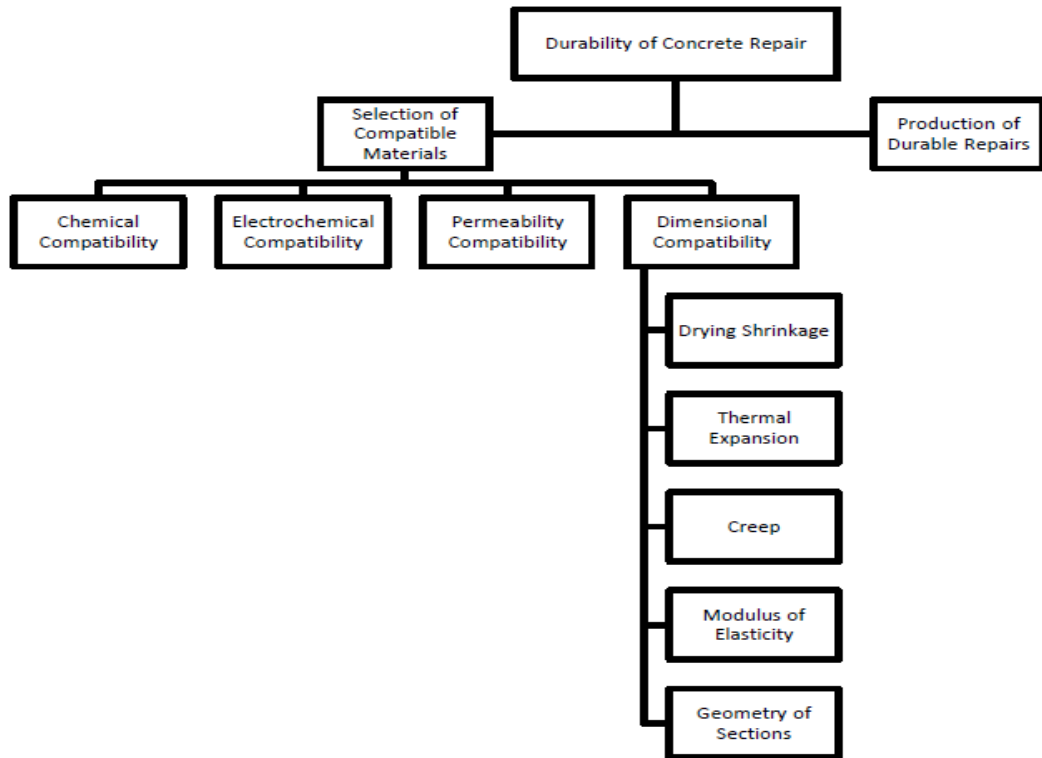 Durability of Concrete Repair
Selection of
Compatible
Materials
Production of
Durable Repairs
Chemical
Compatibility
Electrochemical
Compatibility
Permeability
Compatibility
Dimensional
Compatibility
Drying Shrinkage
Thermal
Expansion
Creep
Modulus of
Elasticity
Geometry of
Sections